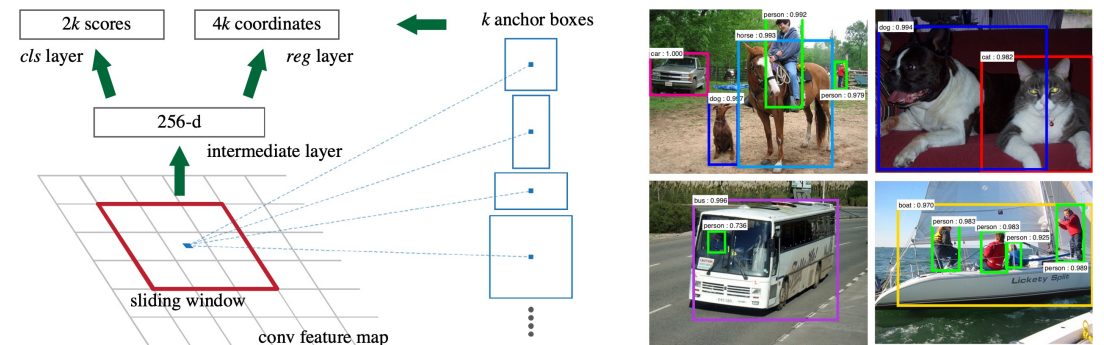 2k scores
4k coordinates
k anchor boxes
cls layer
reg layer
256-d
intermediate layer
sliding window
conv feature map
person : 0.992
horse : 0.993
car : 1.000
dog : 0.997
person : 0.979
dog : 0.994
cat : 0.982
bus : 0.996
person : 0.736
boat : 0.970
person : 0.983
person : 0.983
person : 0.925
person : 0.989
Lickety Split